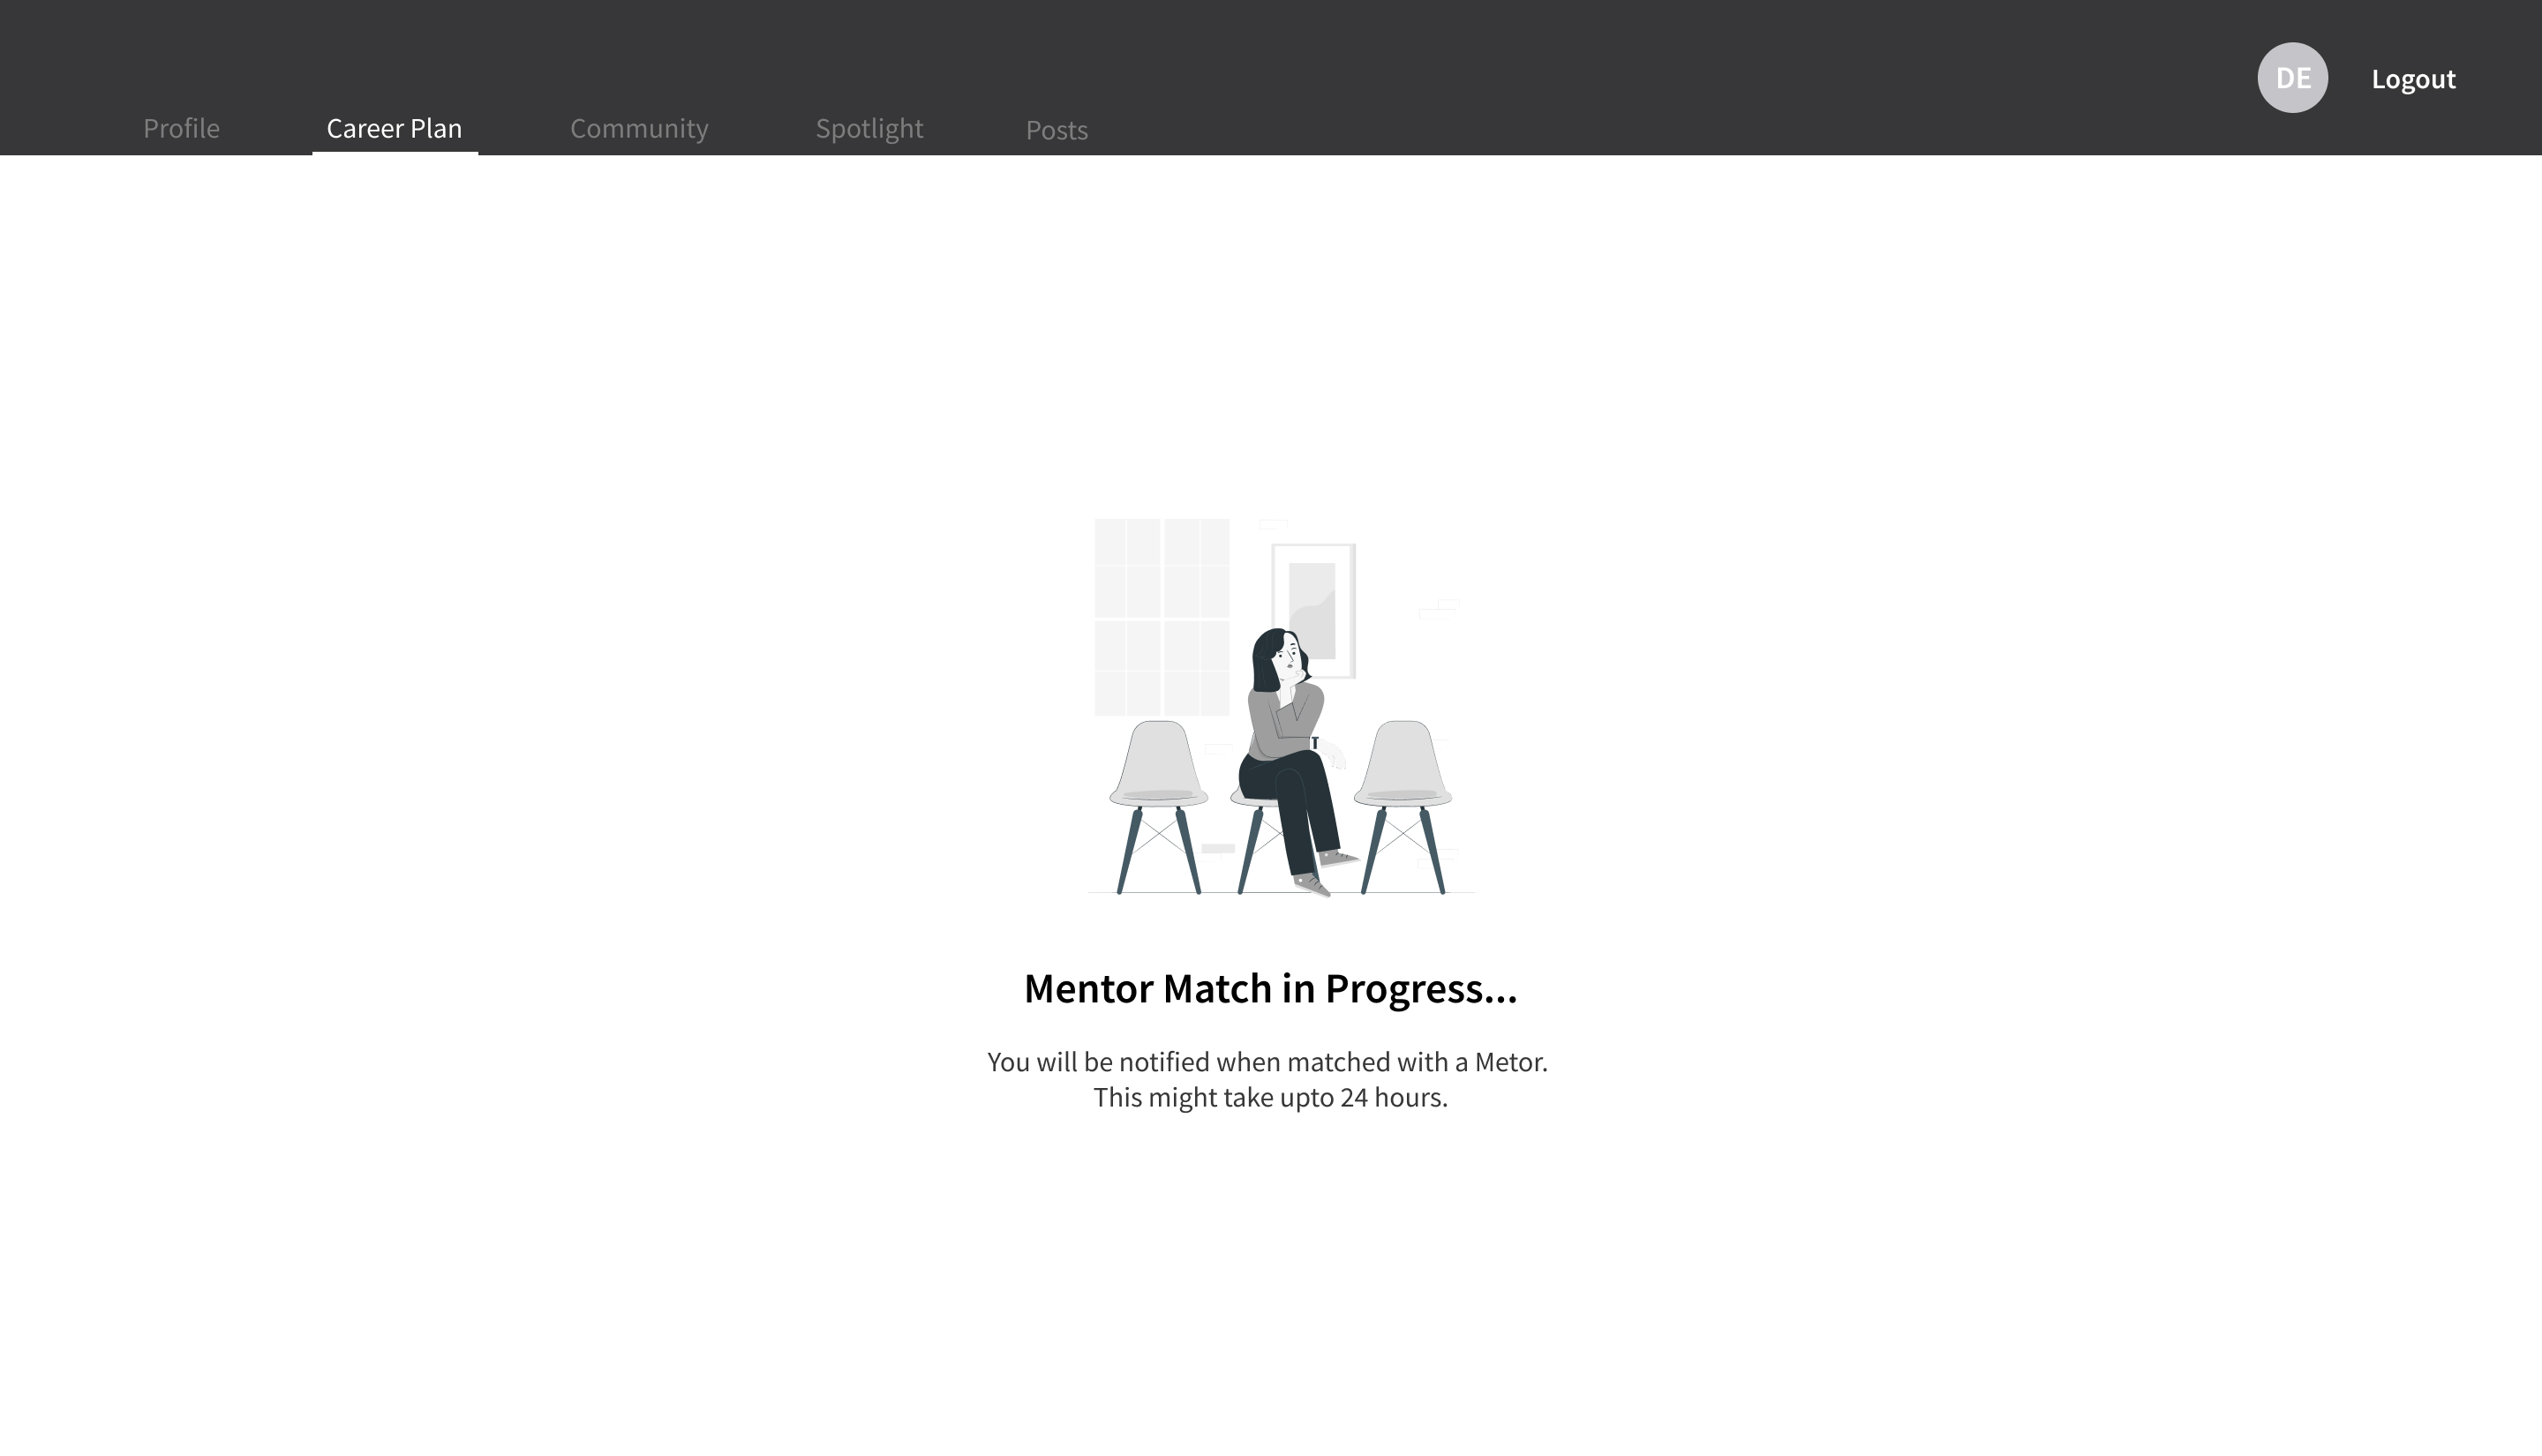 DE
Logout
Profile
Career Plan
Community
Spotlight
Posts
Mentor Match in Progress...
You will be notified when matched with a Metor.
This might take upto 24 hours.